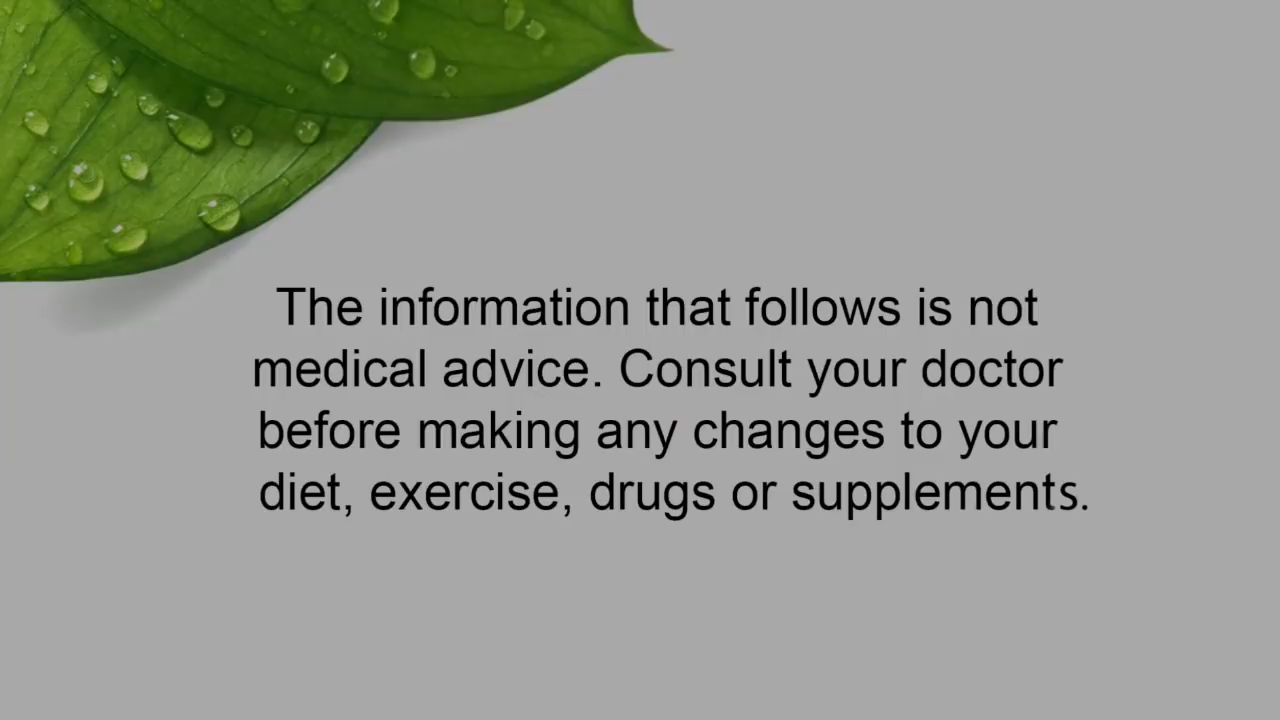 The information that follows is not
medical advice. Consult your doctor
before making any changes to your
diet, exercise, drugs or supplements.